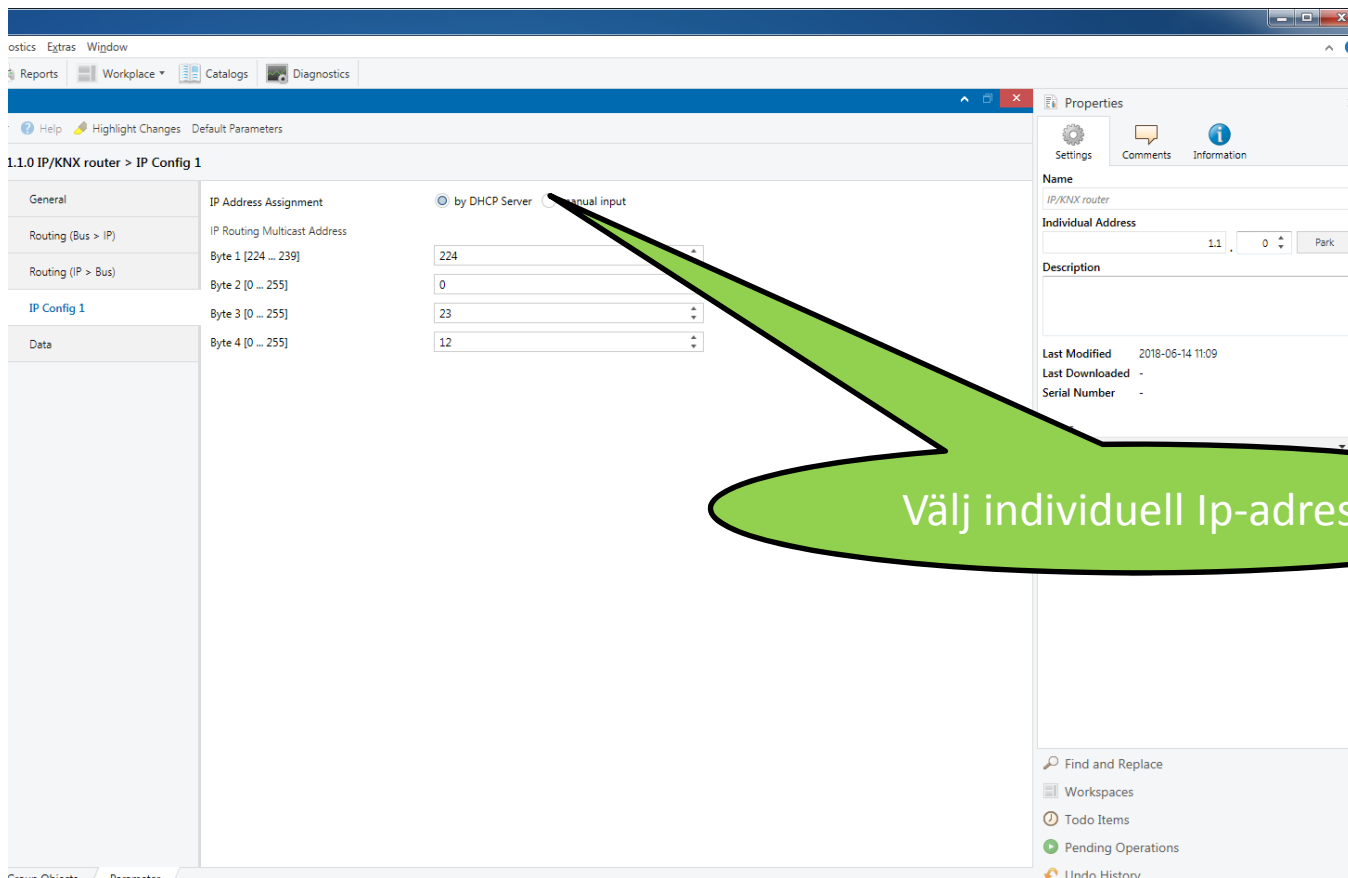 ostics Extras Window
Reports Workplace Catalogs Diagnostics
Help Highlight Changes Default Parameters
1.1.0 IP/KNX router > IP Config 1
General
Routing (Bus > IP)
Routing (IP > Bus)
IP Config 1
Data
IP Address Assignment by DHCP Server manual input
IP Routing Multicast Address
Byte 1 [224 ... 239] 224
Byte 2 [0 ... 255] 0
Byte 3 [0 ... 255] 23
Byte 4 [0 ... 255] 12
Välj individuell Ip-adres
Properties
Settings Comments Information
Name
IP/KNX router
Individual Address
1.1 . 0 Park
Description
Last Modified 2018-06-14 11:09
Last Downloaded -
Serial Number -
Find and Replace
Workspaces
Todo Items
Pending Operations
Undo History
Group Objects Parameter